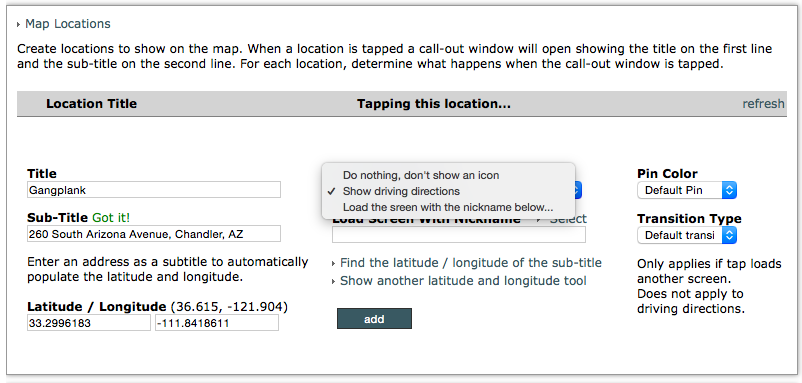 Map Locations
Create locations to show on the map. When a location is tapped a call-out window will open showing the title on the first line
and the sub-title on the second line. For each location, determine what happens when the call-out window is tapped.
Location Title
Tapping this location...
refresh
Title
Gangplank
Sub-Title Got it!
260 South Arizona Avenue, Chandler, AZ
Enter an address as a subtitle to automatically
populate the latitude and longitude.
Latitude / Longitude (36.615, -121.904)
33.2996183
-111.8418611
Do nothing, don't show an icon
Show driving directions
Load the sreen with the nickname below...
Load Screen With Nickname
Select
Find the latitude / longitude of the sub-title
Show another latitude and longitude tool
add
Pin Color
Default Pin
Transition Type
Default transi
Only applies if tap loads
another screen.
Does not apply to
driving directions.